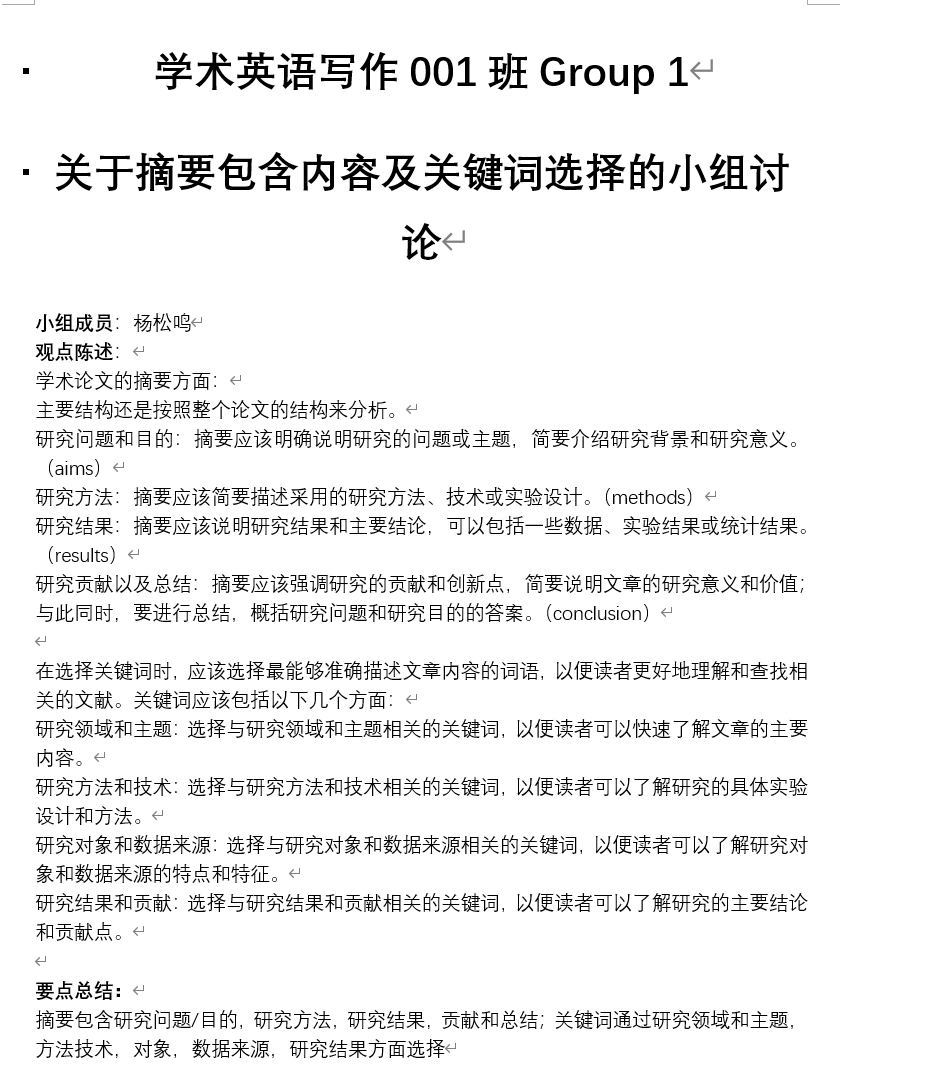 学术英语写作 001 班 Group 1
关于摘要包含内容及关键词选择的小组讨
论
小组成员：杨松鸣
观点陈述：
学术论文的摘要方面：
主要结构还是按照整个论文的结构来分析。
研究问题和目的：摘要应该明确说明研究的问题或主题，简要介绍研究背景和研究意义。
（aims）
研究方法：摘要应该简要描述采用的研究方法、技术或实验设计。（methods）
研究结果：摘要应该说明研究结果和主要结论，可以包括一些数据、实验结果或统计结果。
（results）
研究贡献以及总结：摘要应该强调研究的贡献和创新点，简要说明文章的研究意义和价值；
与此同时，要进行总结，概括研究问题和研究目的的答案。（conclusion）
在选择关键词时，应该选择最能够准确描述文章内容的词语，以便读者更好地理解和查找相
关的文献。关键词应该包括以下几个方面：
研究领域和主题：选择与研究领域和主题相关的关键词，以便读者可以快速了解文章的主要
内容。
研究方法和技术：选择与研究方法和技术相关的关键词，以便读者可以了解研究的具体实验
设计和方法。
研究对象和数据来源：选择与研究对象和数据来源相关的关键词，以便读者可以了解研究对
象和数据来源的特点和特征。
研究结果和贡献：选择与研究结果和贡献相关的关键词，以便读者可以了解研究的主要结论
和贡献点。
要点总结：
摘要包含研究问题/目的，研究方法，研究结果，贡献和总结；关键词通过研究领域和主题，
方法技术，对象，数据来源，研究结果方面选择